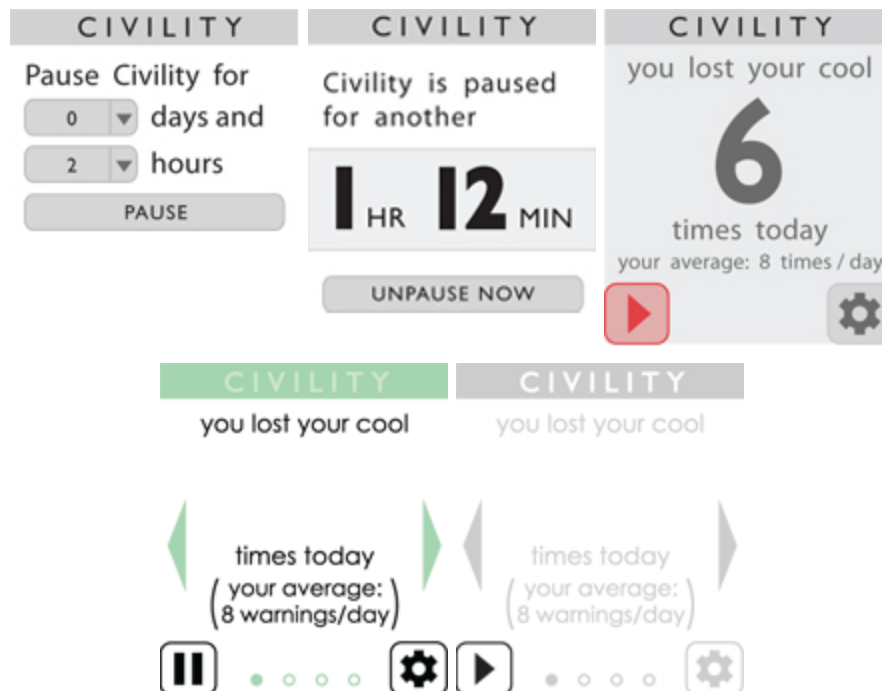 CIVILITY
Pause Civility for
0 days and
2 hours
PAUSE
CIVILITY
Civility is paused
for another
1 HR 12 MIN
UNPAUSE NOW
CIVILITY
you lost your cool
6
times today
your average: 8 times / day
CIVILITY
you lost your cool
times today
(your average:
8 warnings/day)
CIVILITY
you lost your cool
times today
(your average:
8 warnings/day)